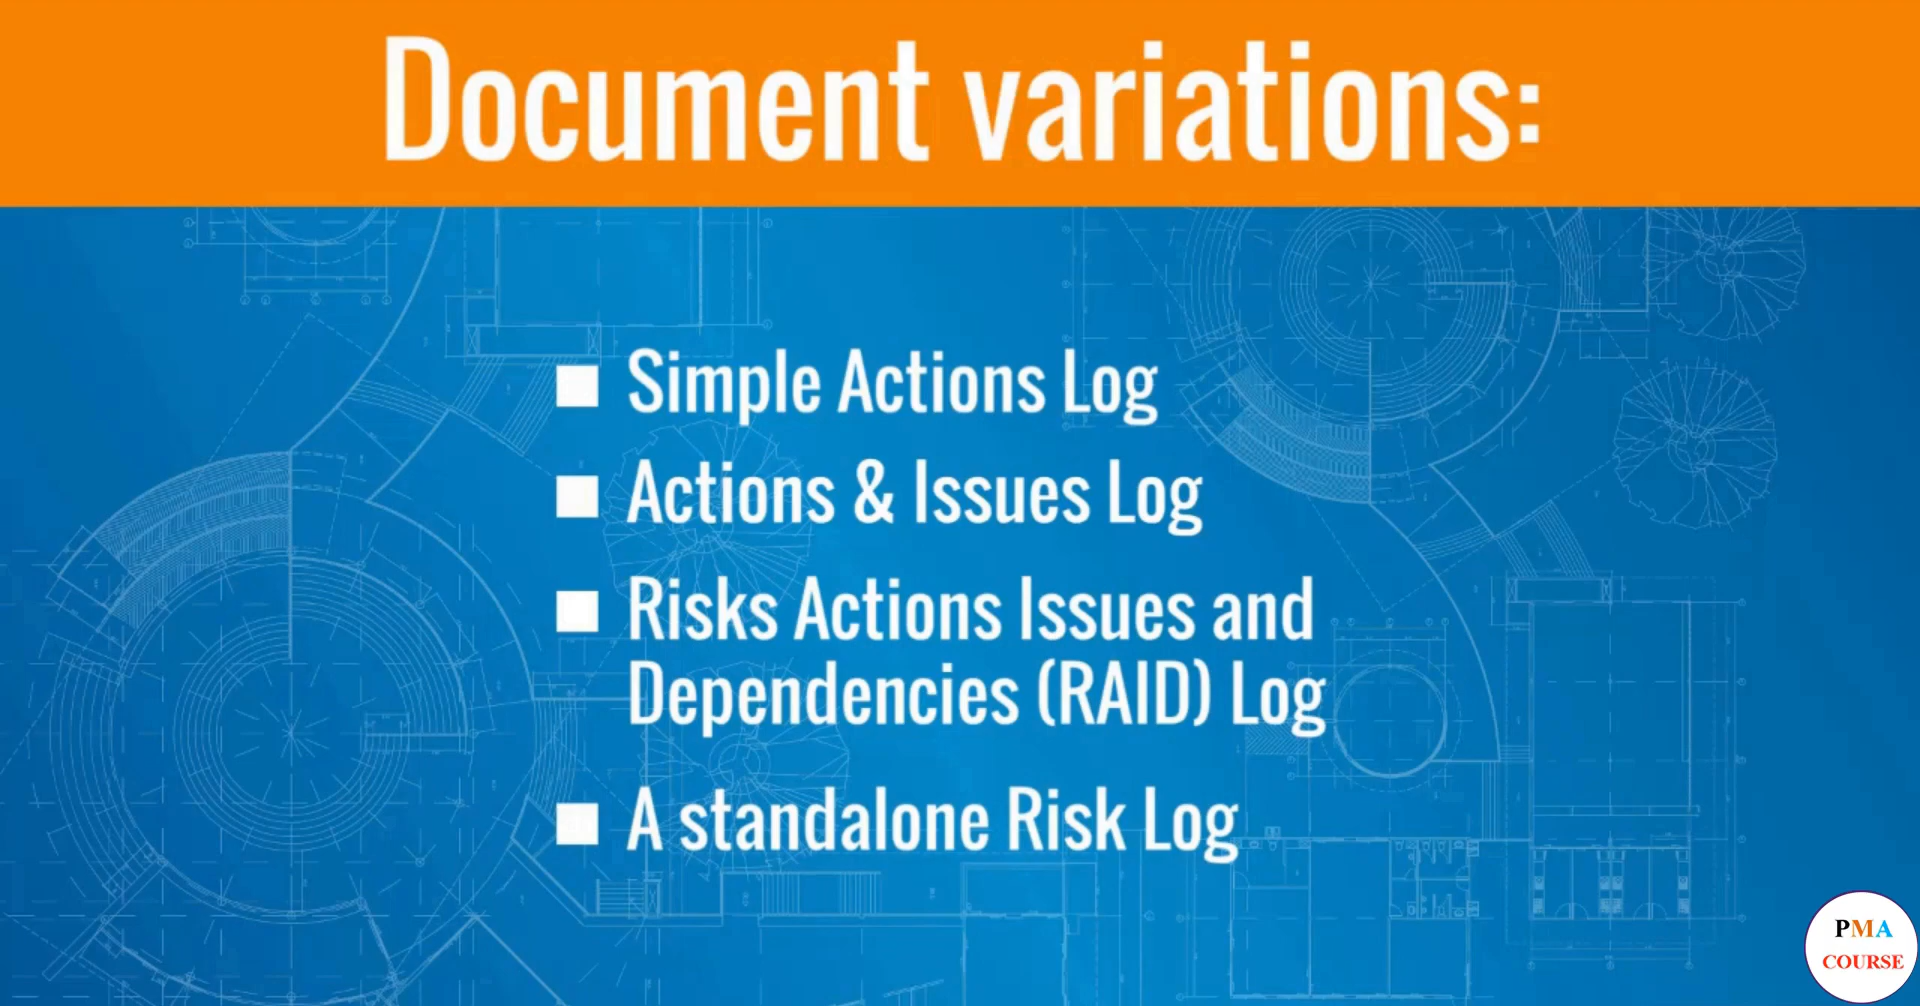 Document variations:
Simple Actions Log
Actions & Issues Log
Risks Actions Issues and
Dependencies (RAID) Log
A standalone Risk Log
PMA
COURSE